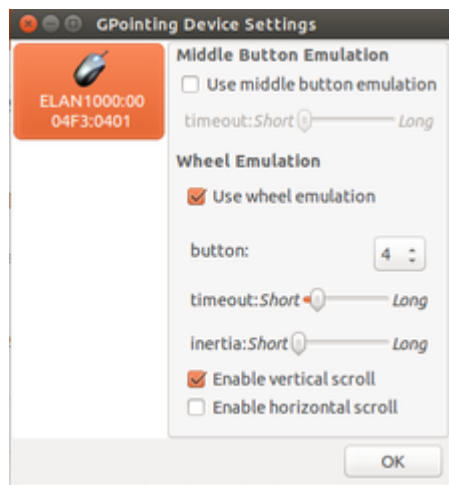 GPointing Device Settings
ELAN1000:00
04F3:0401
Middle Button Emulation
Use middle button emulation
timeout:Short Long
Wheel Emulation
Use wheel emulation
button: 4
timeout:Short Long
inertia:Short Long
Enable vertical scroll
Enable horizontal scroll
OK